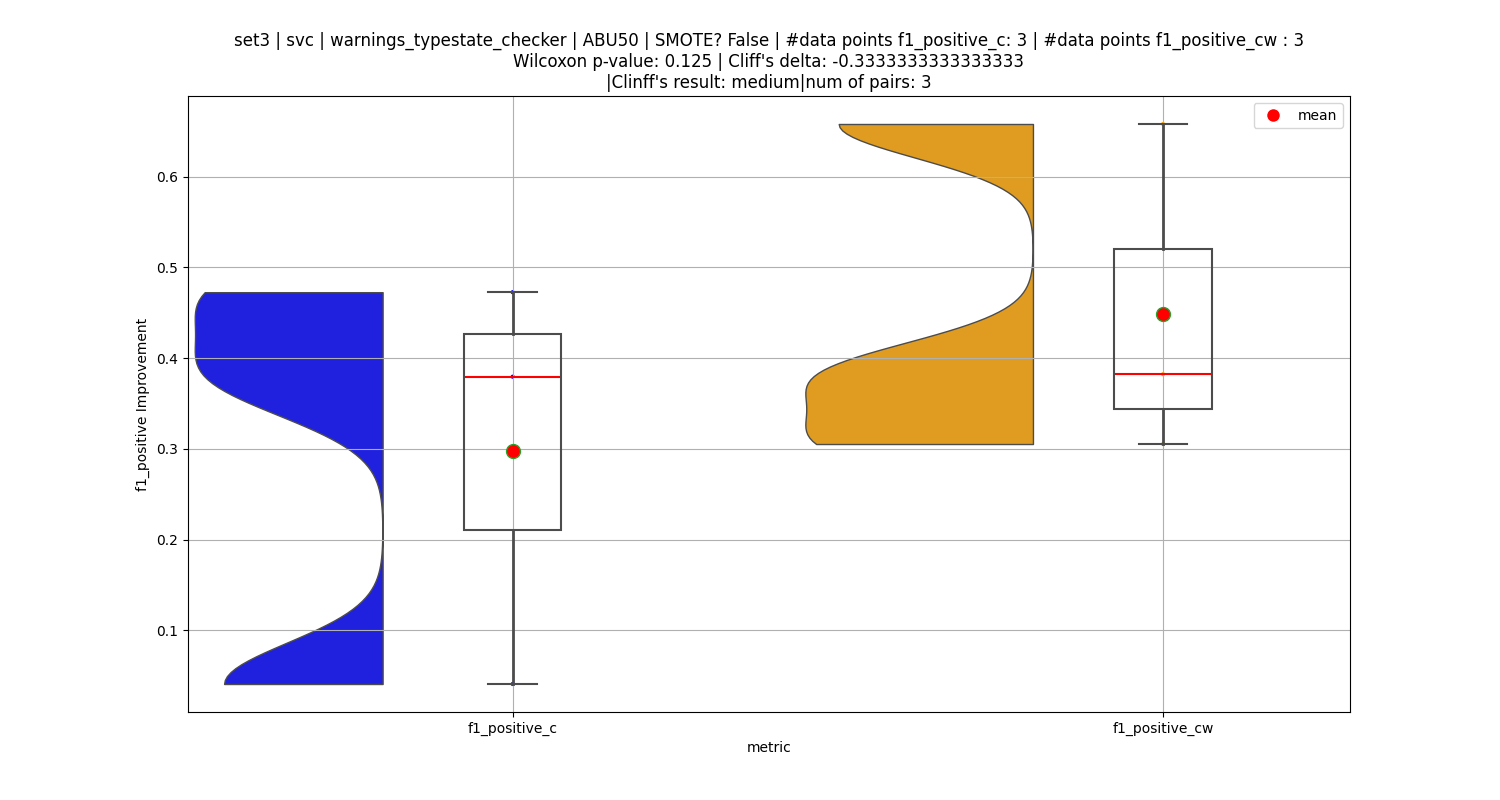 set3 | svc | warnings_typestate_checker | ABU50 | SMOTE? False | #data points f1_positive_c: 3 | #data points f1_positive_cw : 3
Wilcoxon p-value: 0.125 | Cliff's delta: -0.3333333333333333
|Clinff's result: medium|num of pairs: 3
mean
0.6
0.5
0.4
0.3
0.2
0.1
f1_positive Improvement
f1_positive_c
f1_positive_cw
metric